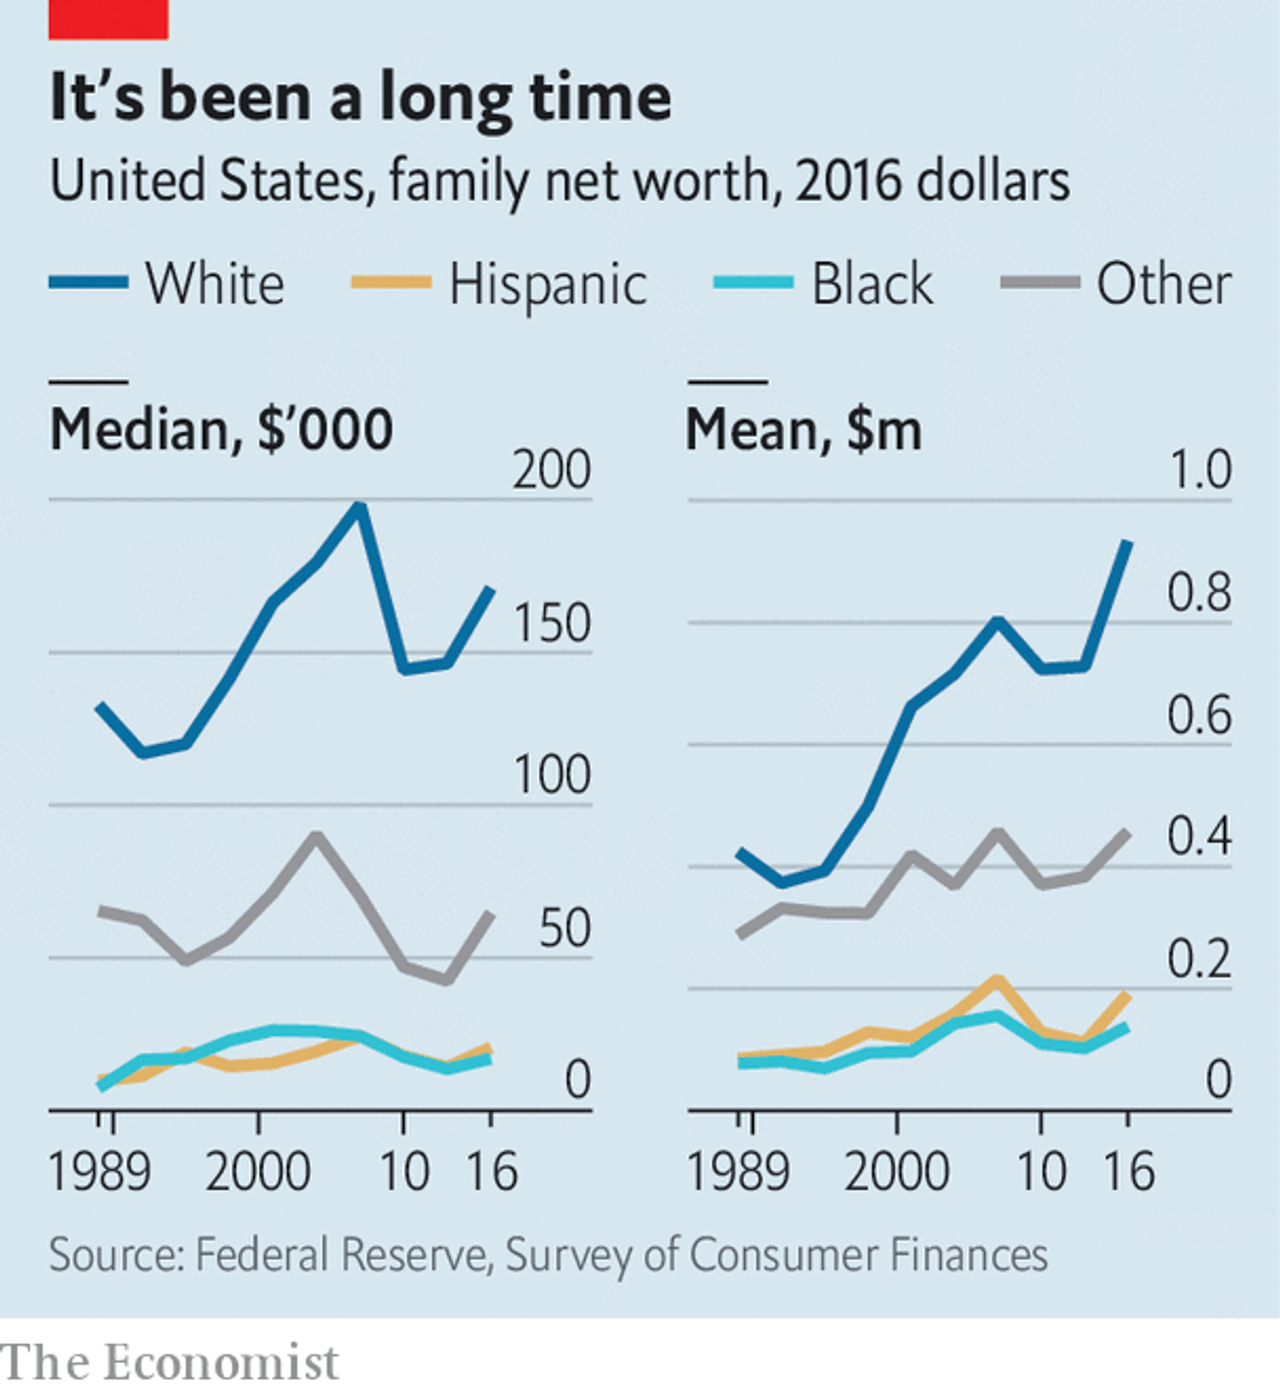 It’s been a long time
United States, family net worth, 2016 dollars
White Hispanic Black Other
Median, $’000
200
150
100
50
0
1989 2000 10 16
Mean, $m
1.0
0.8
0.6
0.4
0.2
0
1989 2000 10 16
Source: Federal Reserve, Survey of Consumer Finances
The Economist